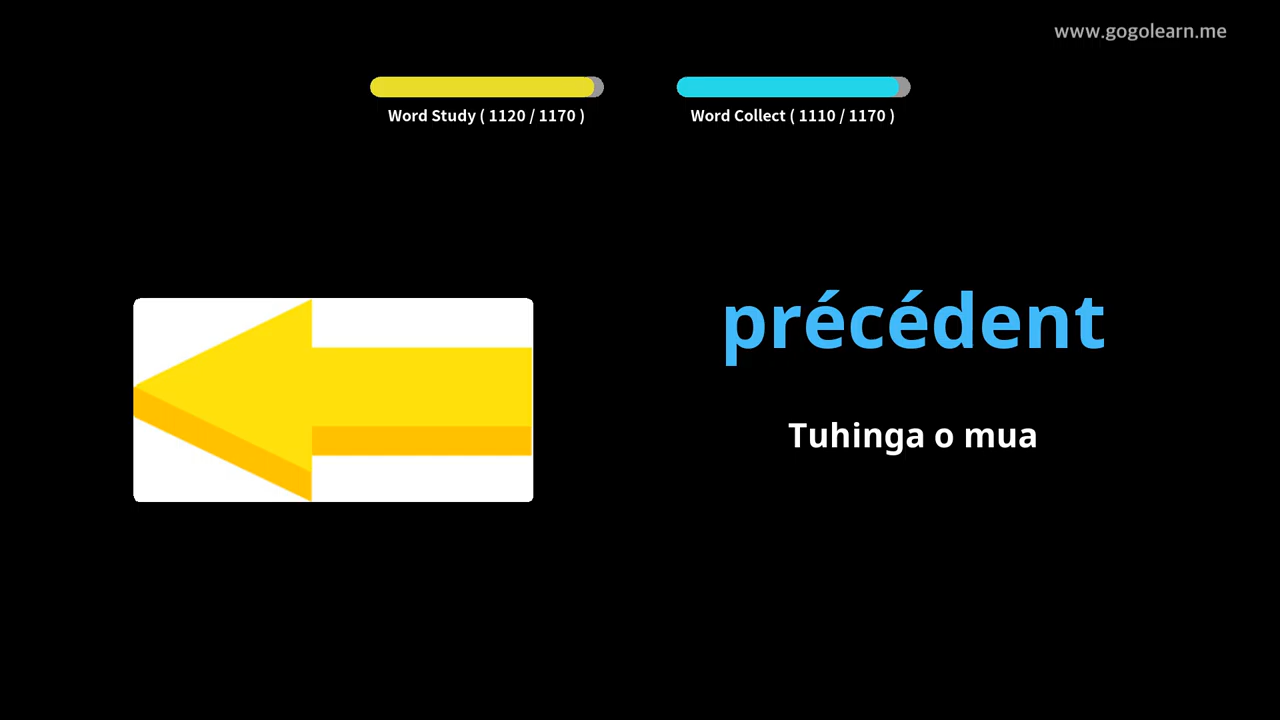 www.gogolearn.me
Word Study ( 1120 / 1170 )
Word Collect ( 1110 / 1170 )
précédent
Tuhinga o mua